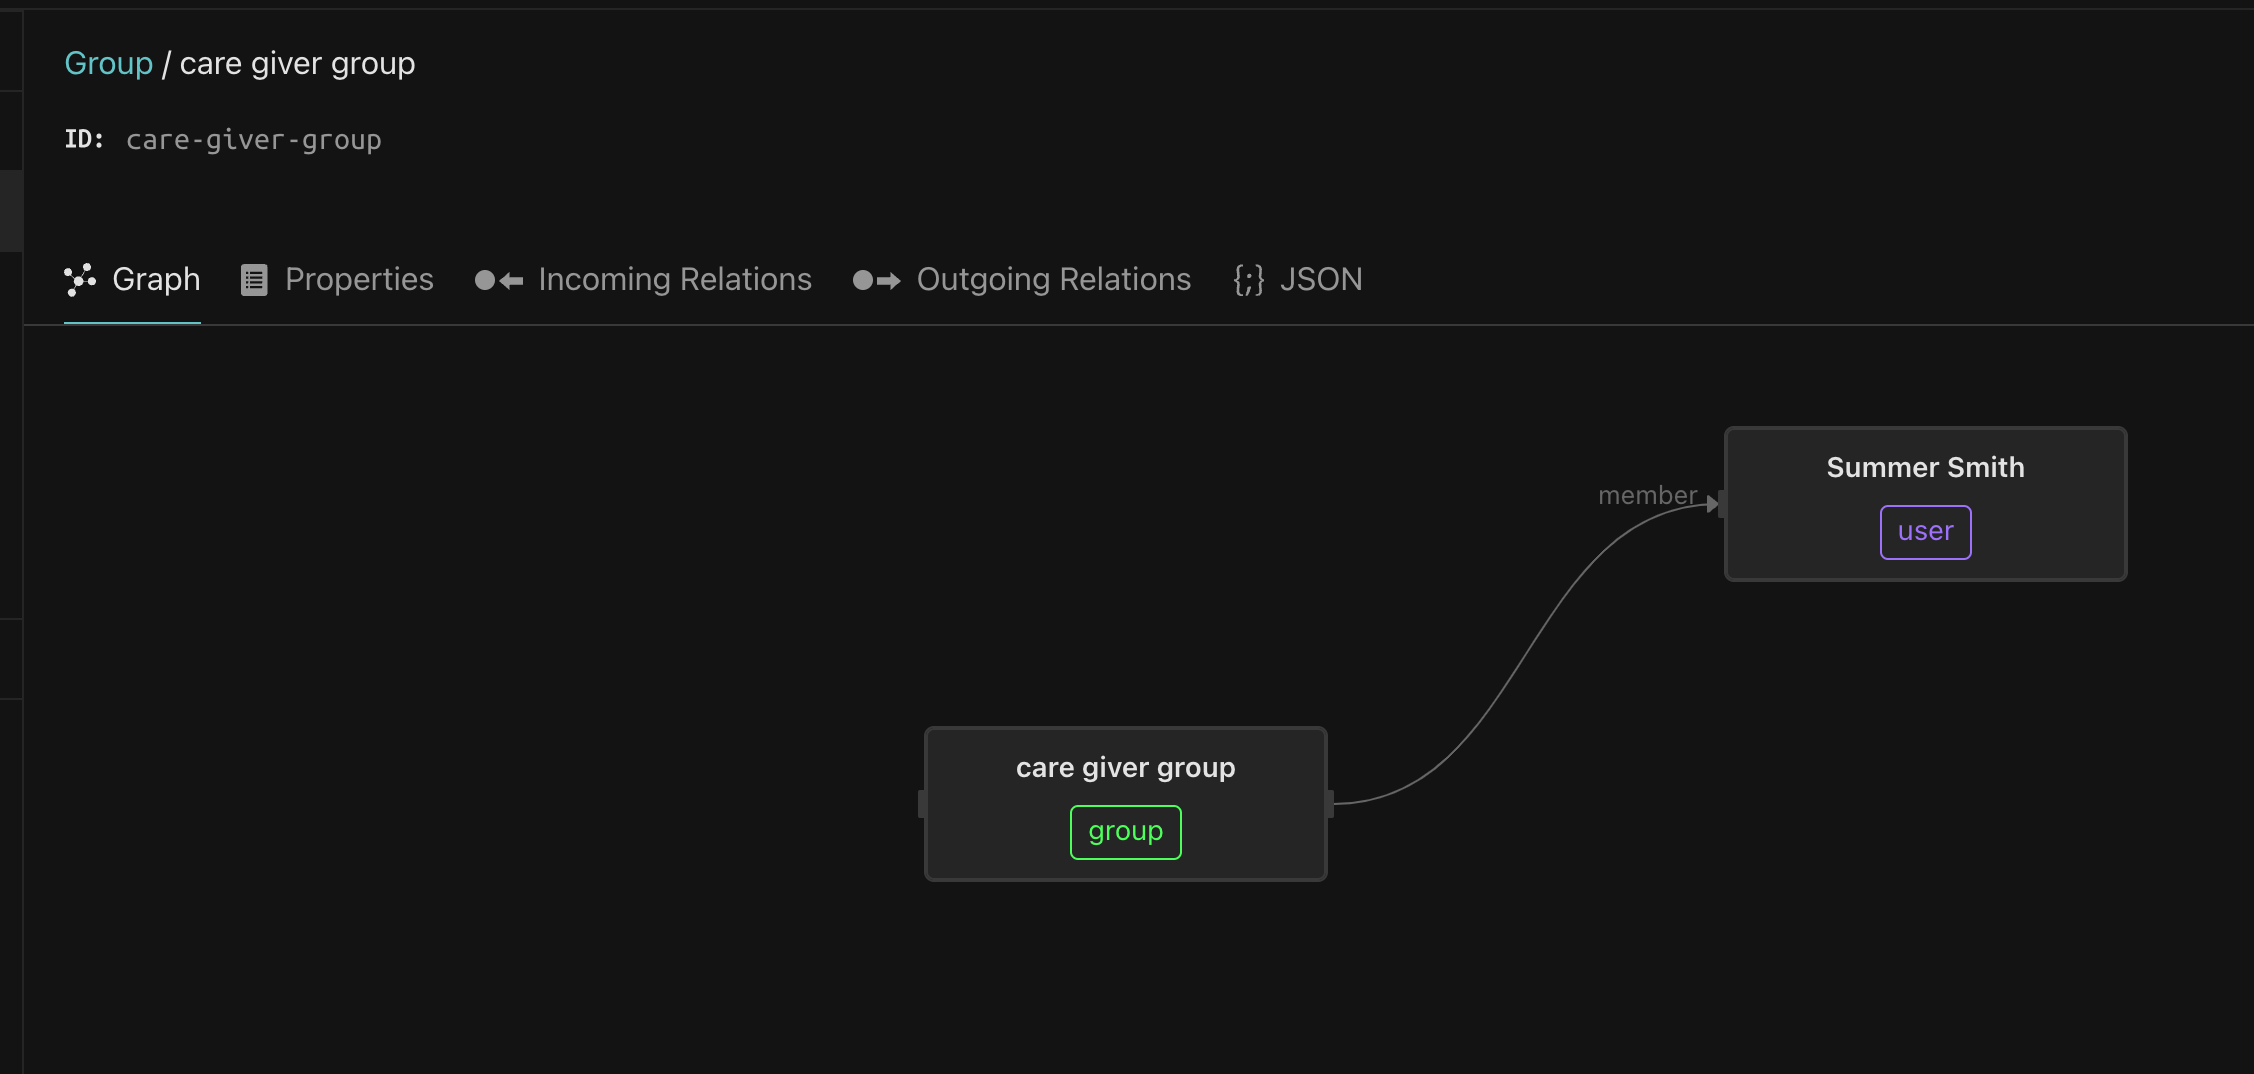 Group / care giver group
ID: care-giver-group
Graph Properties Incoming Relations Outgoing Relations {;} JSON
Summer Smith
member
user
care giver group
group